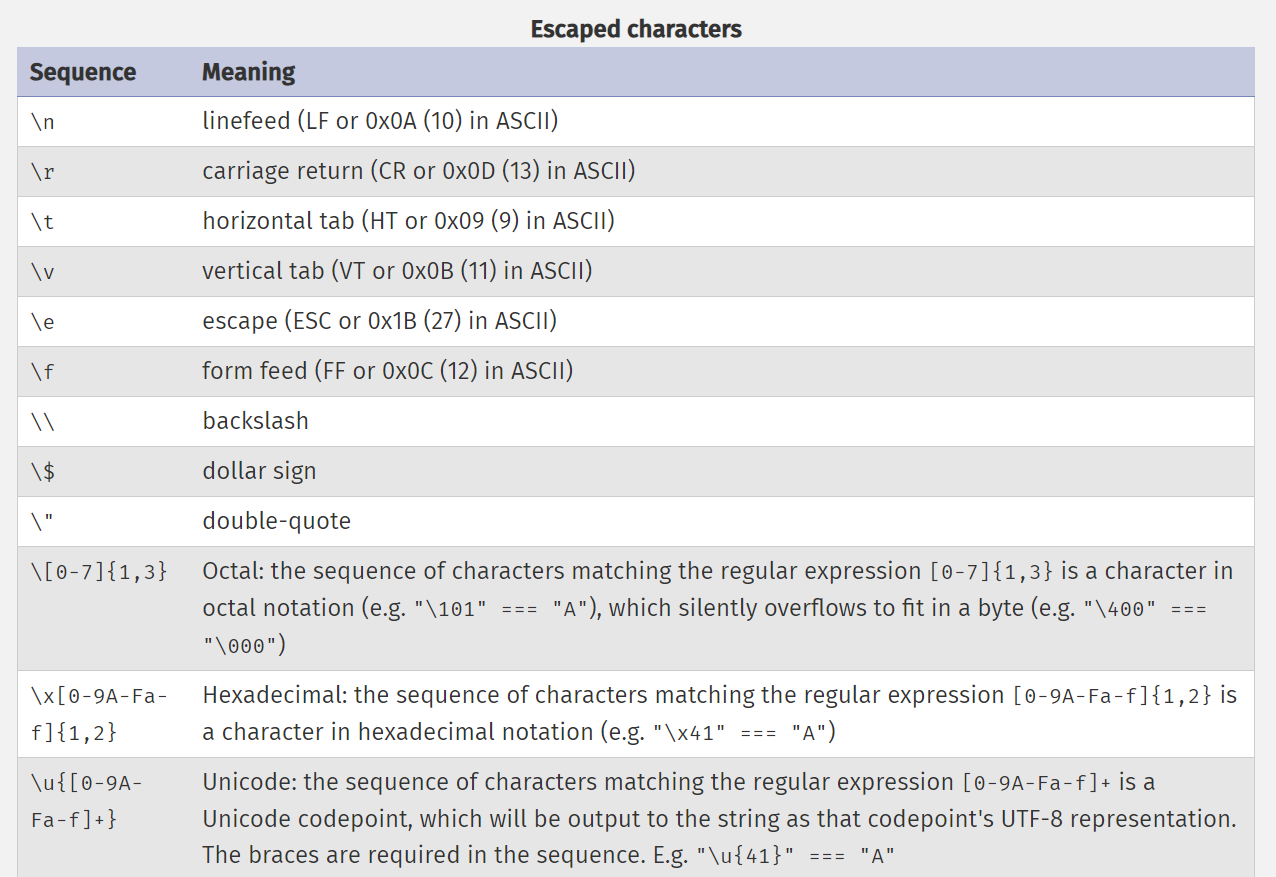 Escaped characters
Sequence Meaning
\n linefeed (LF or 0x0A (10) in ASCII)
\r carriage return (CR or 0x0D (13) in ASCII)
\t horizontal tab (HT or 0x09 (9) in ASCII)
\v vertical tab (VT or 0x0B (11) in ASCII)
\e escape (ESC or 0x1B (27) in ASCII)
\f form feed (FF or 0x0C (12) in ASCII)
\\ backslash
\$ dollar sign
\" double-quote
\[0-7]{1,3} Octal: the sequence of characters matching the regular expression [0-7]{1,3} is a character in
octal notation (e.g. "\101" === "A"), which silently overflows to fit in a byte (e.g. "\400" ===
"\000")
\x[0-9A-Fa- Hexadecimal: the sequence of characters matching the regular expression [0-9A-Fa-f]{1,2} is
f]{1,2} a character in hexadecimal notation (e.g. "\x41" === "A")
\u{[0-9A- Unicode: the sequence of characters matching the regular expression [0-9A-Fa-f]+ is a
Fa-f]+} Unicode codepoint, which will be output to the string as that codepoint's UTF-8 representation.
The braces are required in the sequence. E.g. "\u{41}" === "A"